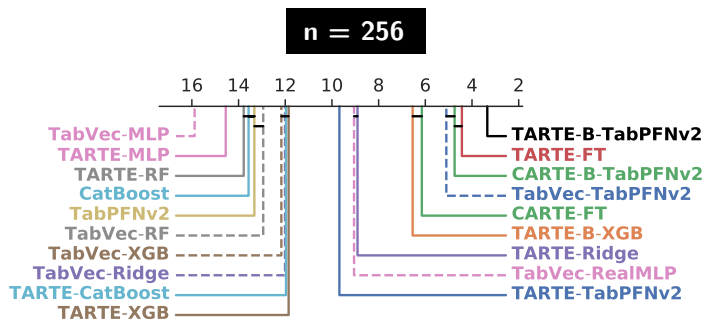 n = 256
16 14 12 10 8 6 4 2
TabVec-MLP
TARTE-MLP
TARTE-RF
CatBoost
TabPFNv2
TabVec-RF
TabVec-XGB
TabVec-Ridge
TARTE-CatBoost
TARTE-XGB
TARTE-B-TabPFNv2
TARTE-FT
CARTE-B-TabPFNv2
TabVec-TabPFNv2
CARTE-FT
TARTE-B-XGB
TARTE-Ridge
TabVec-RealMLP
TARTE-TabPFNv2